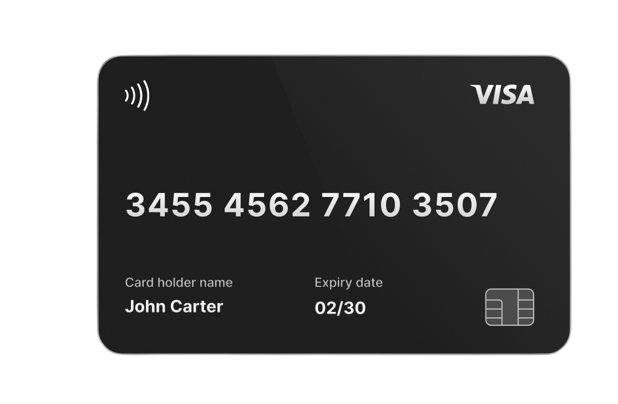 VISA
3455 4562 7710 3507
Card holder name
Expiry date
John Carter
02/30